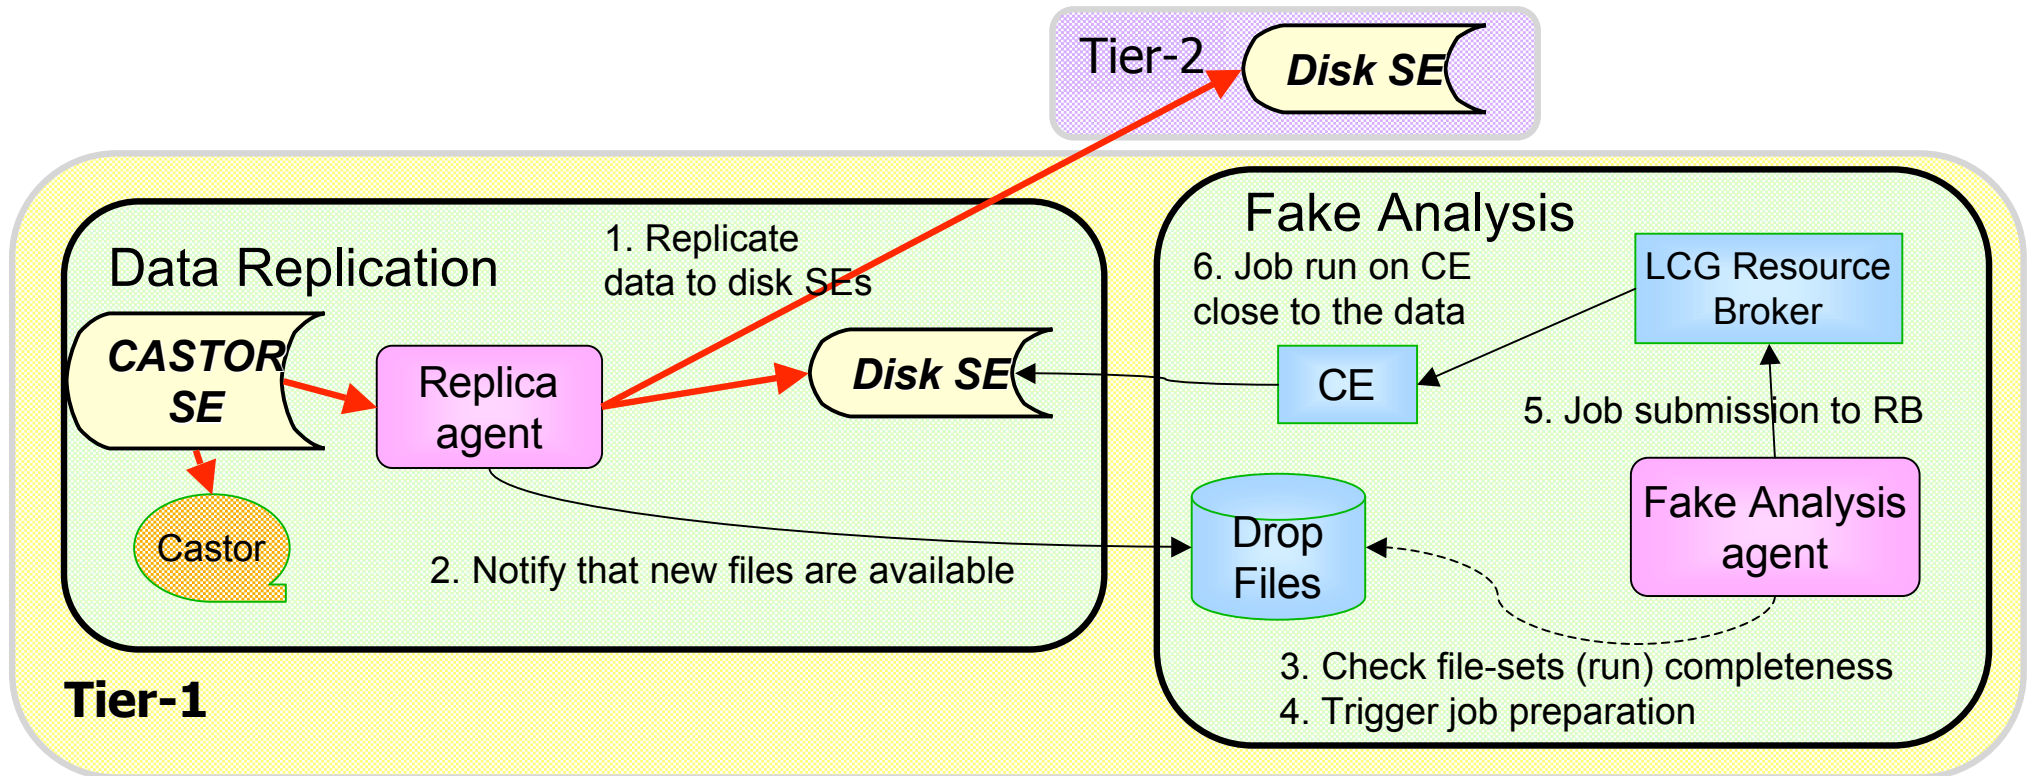 Tier-2
Disk SE
Data Replication
1. Replicate
data to disk SEs
CASTOR
SE
Replica
agent
Disk SE
Castor
2. Notify that new files are available
Tier-1
Fake Analysis
6. Job run on CE
close to the data
LCG Resource
Broker
CE
5. Job submission to RB
Drop
Files
Fake Analysis
agent
3. Check file-sets (run) completeness
4. Trigger job preparation